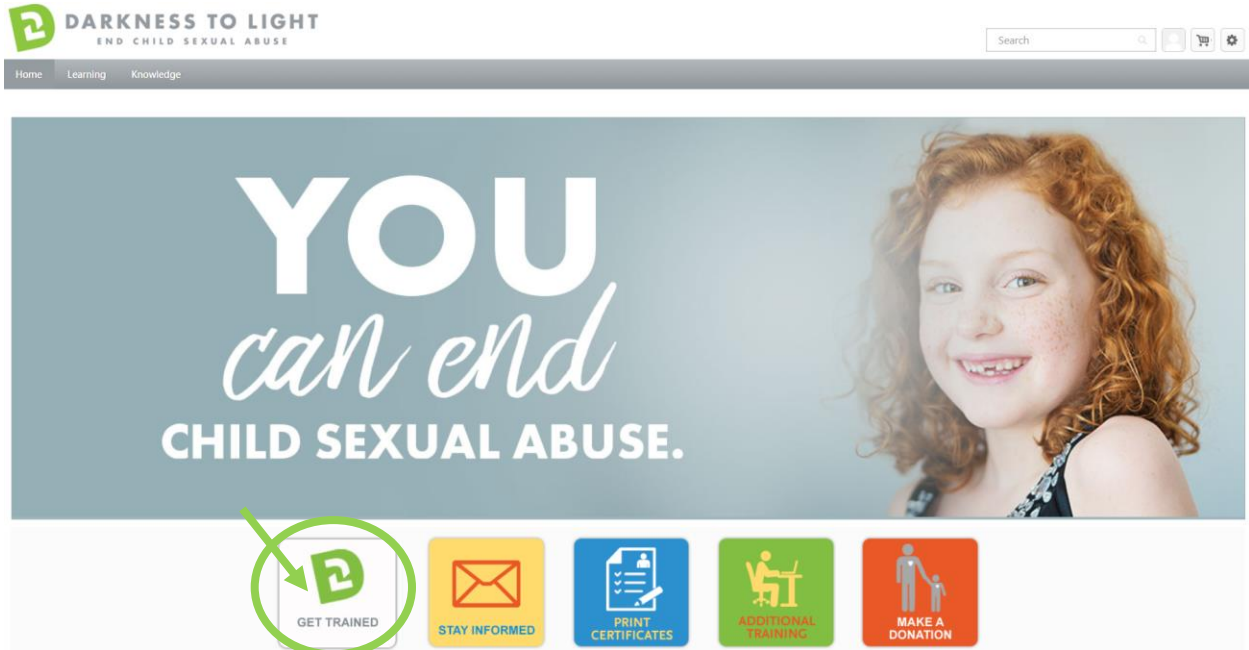 DARKNESS TO LIGHT
END CHILD SEXUAL ABUSE
Search
Home Learning Knowledge
YOU
can end
CHILD SEXUAL ABUSE.
GET TRAINED
STAY INFORMED
PRINT
CERTIFICATES
ADDITIONAL
TRAINING
MAKE A
DONATION